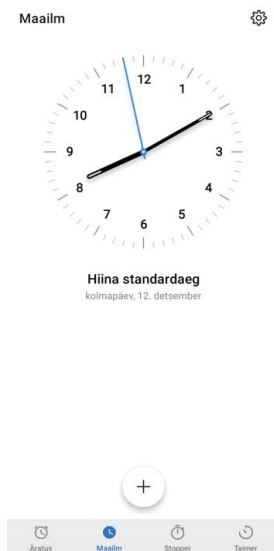 Maailm
12
1
2
3
4
5
6
7
8
9
10
11
Hiina standardaeg
kolmapäev, 12. detsember
+
Äratus
Maailm
Stopper
Taimer